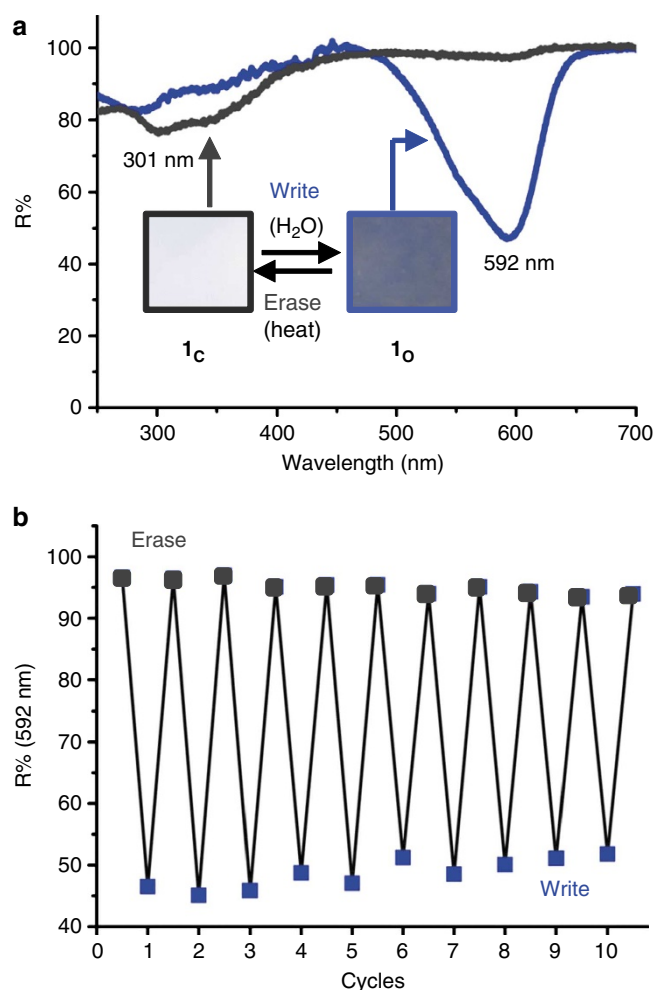 a
100
80
60
40
20
0
R%
301 nm
Write
(H₂O)
Erase
(heat)
592 nm
1c
1o
300
400
500
600
700
Wavelength (nm)
b
Erase
100
90
80
70
60
50
40
R% (592 nm)
Write
0
1
2
3
4
5
6
7
8
9
10
Cycles